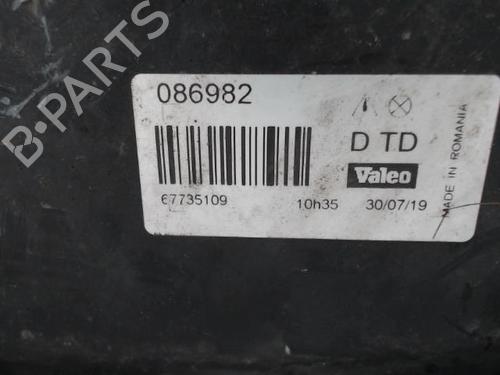 B-PARTS
086982
D TD
Valeo
67735109
10h35
30/07/19
MADE IN ROMANIA